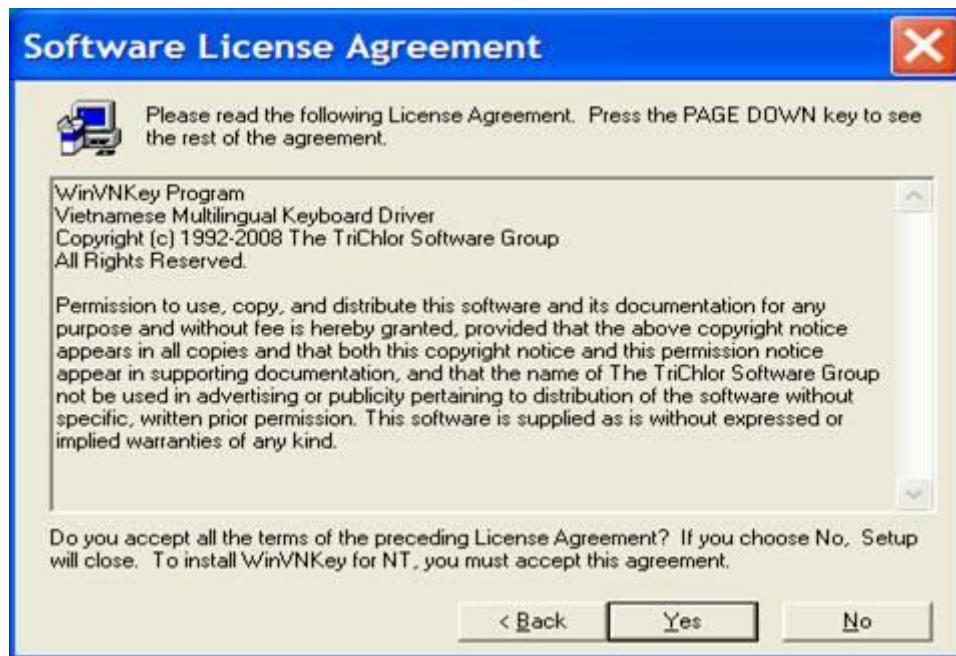 Software License Agreement
Please read the following License Agreement. Press the PAGE DOWN key to see
the rest of the agreement.
WinVNKey Program
Vietnamese Multilingual Keyboard Driver
Copyright (c) 1992-2008 The TriChlor Software Group
All Rights Reserved.
Permission to use, copy, and distribute this software and its documentation for any
purpose and without fee is hereby granted, provided that the above copyright notice
appears in all copies and that both this copyright notice and this permission notice
appear in supporting documentation, and that the name of The TriChlor Software Group
not be used in advertising or publicity pertaining to distribution of the software without
specific, written prior permission. This software is supplied as is without expressed or
implied warranties of any kind.
Do you accept all the terms of the preceding License Agreement? If you choose No, Setup
will close. To install WinVNKey for NT, you must accept this agreement.
< Back Yes No